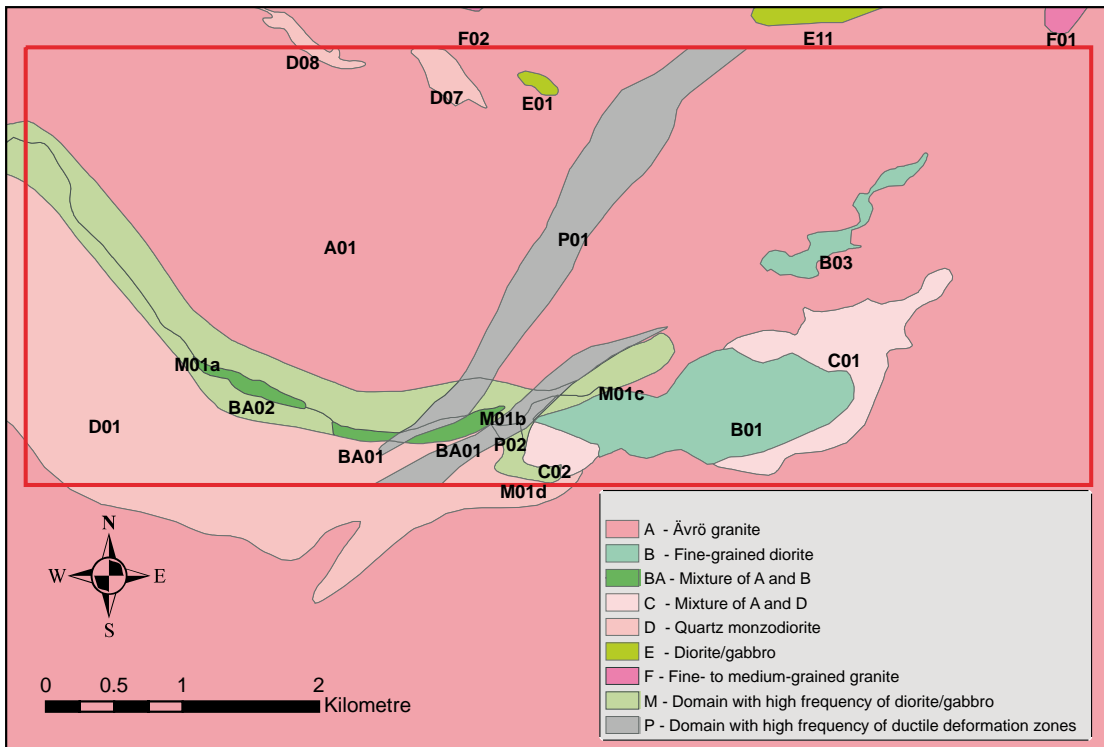 F02
E11
F01
D08
D07
E01
A01
P01
B03
M01a
C01
BA02
M01c
M01b
D01
B01
P02
BA01
BA01
C02
M01d
A - Ävrö granite
B - Fine-grained diorite
BA - Mixture of A and B
C - Mixture of A and D
D - Quartz monzodiorite
E - Diorite/gabbro
F - Fine- to medium-grained granite
M - Domain with high frequency of diorite/gabbro
P - Domain with high frequency of ductile deformation zones
N
W E
S
0 0.5 1 2
Kilometre